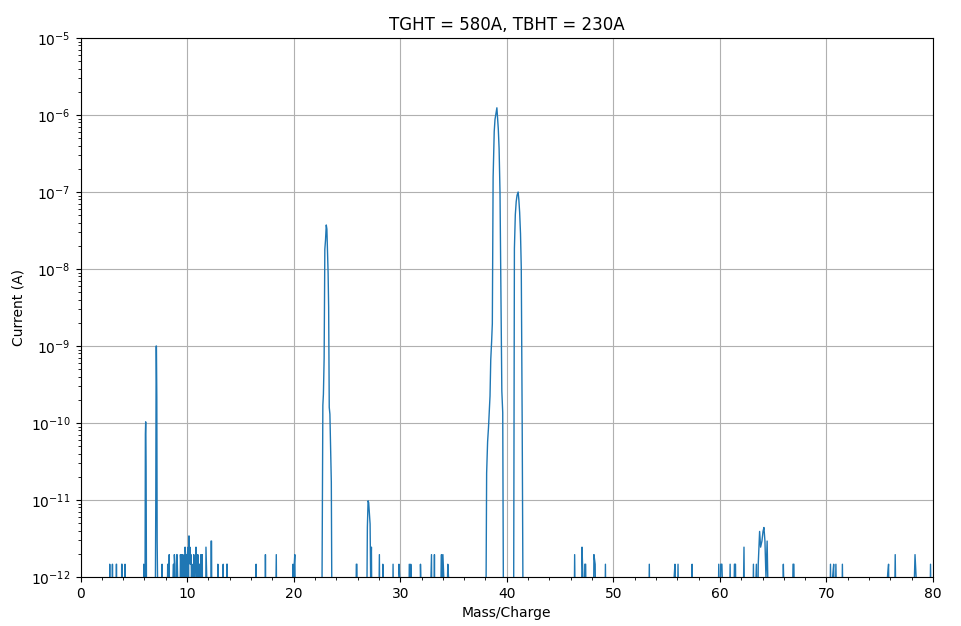 TGHT = 580A, TBHT = 230A
Current (A)
10⁻⁵
10⁻⁶
10⁻⁷
10⁻⁸
10⁻⁹
10⁻¹⁰
10⁻¹¹
10⁻¹²
0 10 20 30 40 50 60 70 80
Mass/Charge